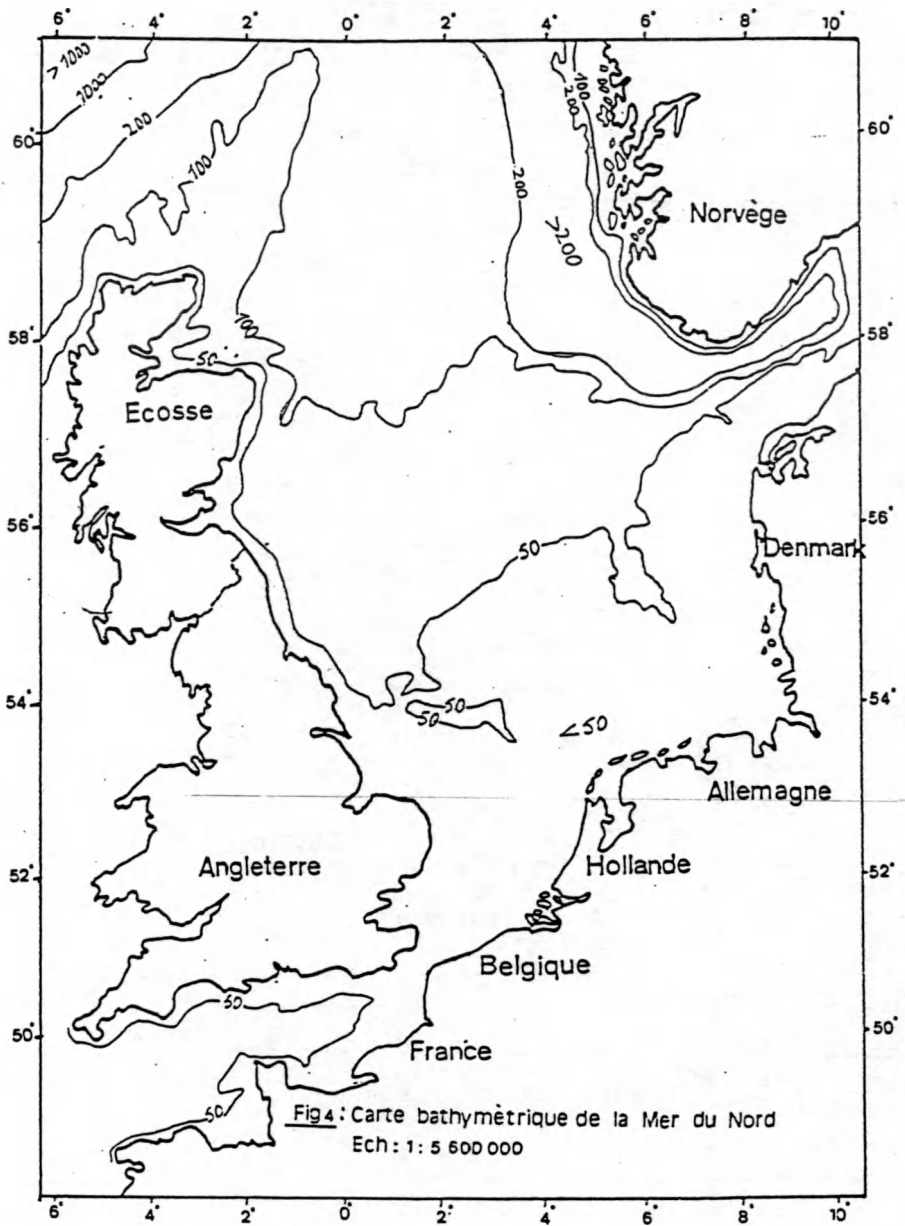 6° 4° 2° 0° 2° 4° 6° 8° 10°
>1000
1000
200
100
200
100
200
>200
60° 60°
Norvège
58° 58°
100
50
Ecosse
56° 56°
50
Denmark
54° 54°
50
50
<50
Allemagne
Angleterre
Hollande
52° 52°
Belgique
50
50° 50°
France
50
Fig 4 : Carte bathymètrique de la Mer du Nord
Ech : 1 : 5 600 000
6° 4° 2° 0° 2° 4° 6° 8° 10